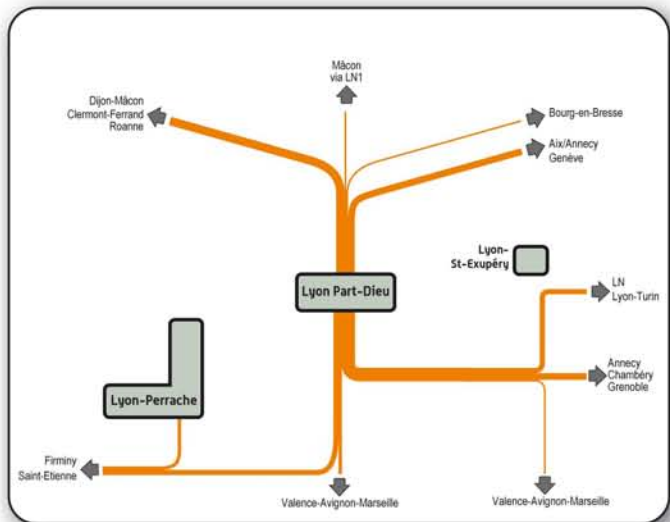 Mâcon
via LN1
Dijon-Mâcon
Clermont-Ferrand
Roanne
Bourg-en-Bresse
Aix/Annecy
Genève
Lyon-
St-Exupéry
Lyon Part-Dieu
LN
Lyon-Turin
Annecy
Chambéry
Grenoble
Lyon-Perrache
Firminy
Saint-Etienne
Valence-Avignon-Marseille
Valence-Avignon-Marseille